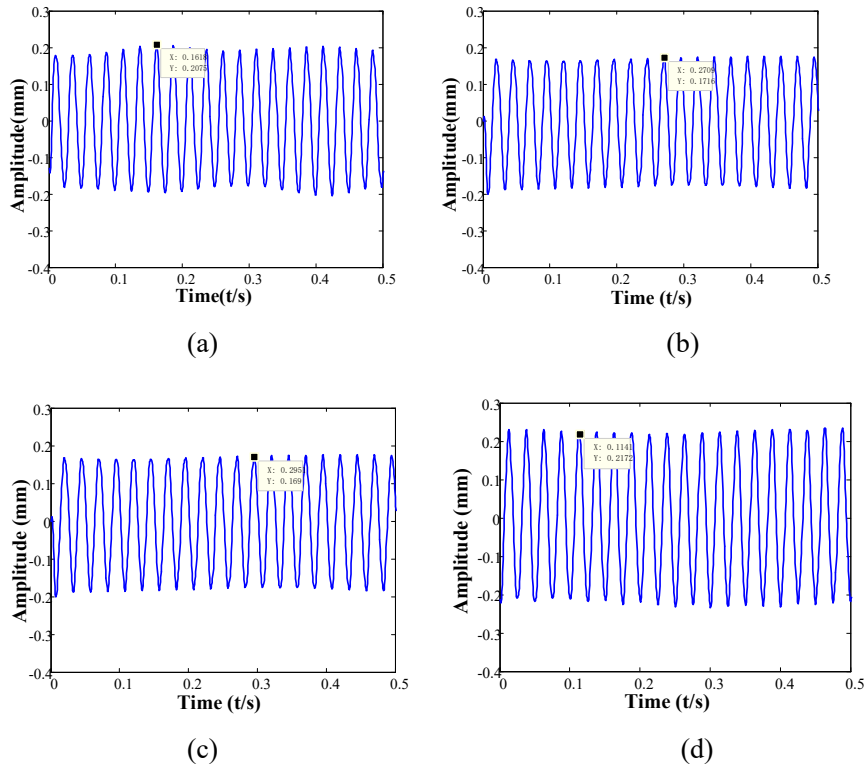 0.3
0.2
0.1
0
-0.1
-0.2
-0.3
-0.4
Amplitude(mm)
X: 0.1618
Y: 0.2075
0 0.1 0.2 0.3 0.4 0.5
Time(t/s)
(a)
0.3
0.2
0.1
0
-0.1
-0.2
-0.3
-0.4
Amplitude(mm)
X: 0.2709
Y: 0.1716
0 0.1 0.2 0.3 0.4 0.5
Time (t/s)
(b)
0.3
0.2
0.1
0
-0.1
-0.2
-0.3
-0.4
Amplitude (mm)
X: 0.295
Y: 0.169
0 0.1 0.2 0.3 0.4 0.5
Time (t/s)
(c)
0.3
0.2
0.1
0
-0.1
-0.2
-0.3
-0.4
Amplitude (mm)
X: 0.1141
Y: 0.2172
0 0.1 0.2 0.3 0.4 0.5
Time (t/s)
(d)